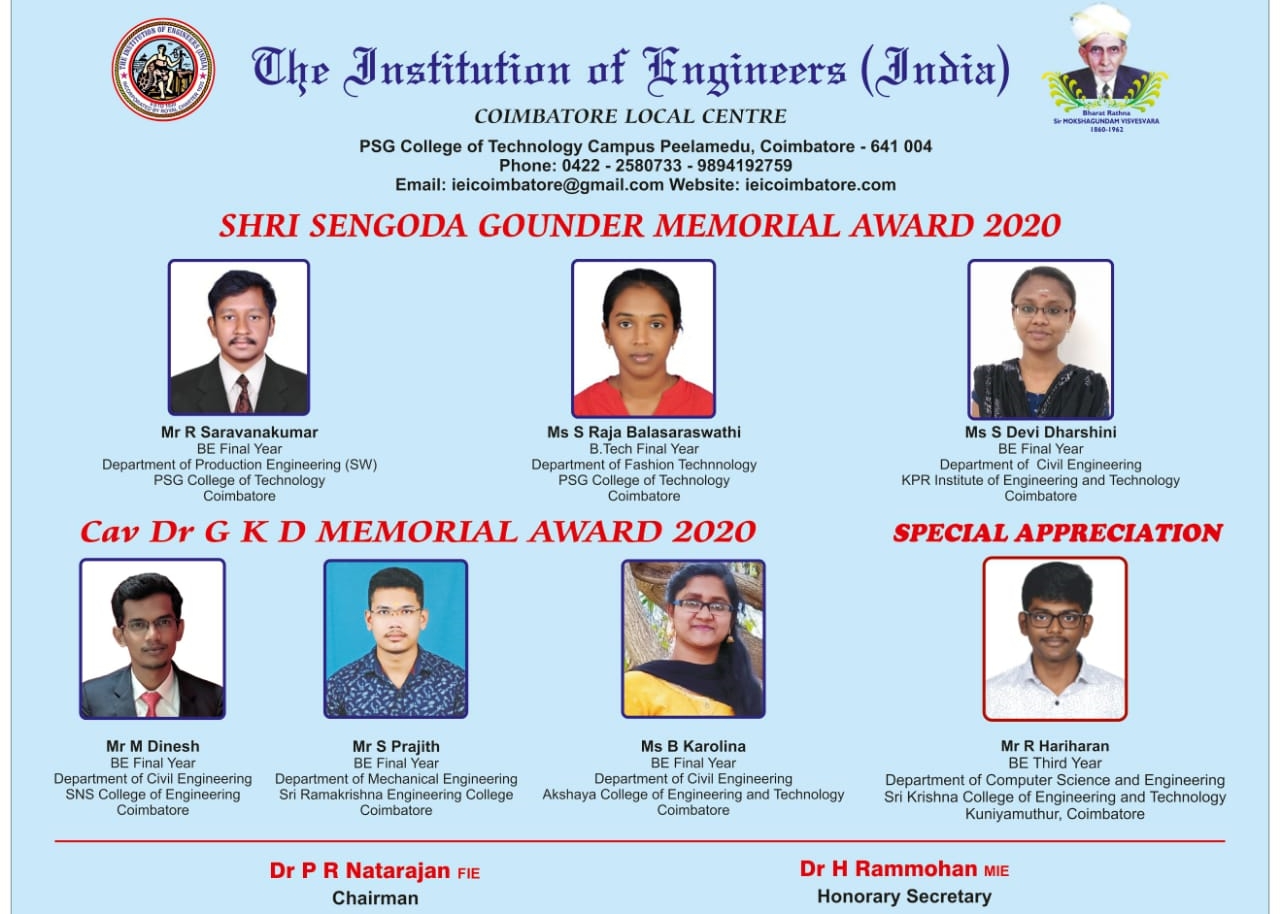 THE INSTITUTION OF ENGINEERS (INDIA)
INCORPORATED BY ROYAL CHARTER 1935
The Institution of Engineers (India)
COIMBATORE LOCAL CENTRE
Bharat Rathna
Sir MOKSHAGUNDAM VISVESVARA
1860-1962
PSG College of Technology Campus Peelamedu, Coimbatore - 641 004
Phone: 0422 - 2580733 - 9894192759
Email: ieicoimbatore@gmail.com Website: ieicoimbatore.com
SHRI SENGODA GOUNDER MEMORIAL AWARD 2020
Mr R Saravanakumar
BE Final Year
Department of Production Engineering (SW)
PSG College of Technology
Coimbatore
Ms S Raja Balasaraswathi
B.Tech Final Year
Department of Fashion Technnology
PSG College of Technology
Coimbatore
Ms S Devi Dharshini
BE Final Year
Department of Civil Engineering
KPR Institute of Engineering and Technology
Coimbatore
Cav Dr G K D MEMORIAL AWARD 2020
SPECIAL APPRECIATION
Mr M Dinesh
BE Final Year
Department of Civil Engineering
SNS College of Engineering
Coimbatore
Mr S Prajith
BE Final Year
Department of Mechanical Engineering
Sri Ramakrishna Engineering College
Coimbatore
Ms B Karolina
BE Final Year
Department of Civil Engineering
Akshaya College of Engineering and Technology
Coimbatore
Mr R Hariharan
BE Third Year
Department of Computer Science and Engineering
Sri Krishna College of Engineering and Technology
Kuniyamuthur, Coimbatore
Dr P R Natarajan FIE
Chairman
Dr H Rammohan MIE
Honorary Secretary